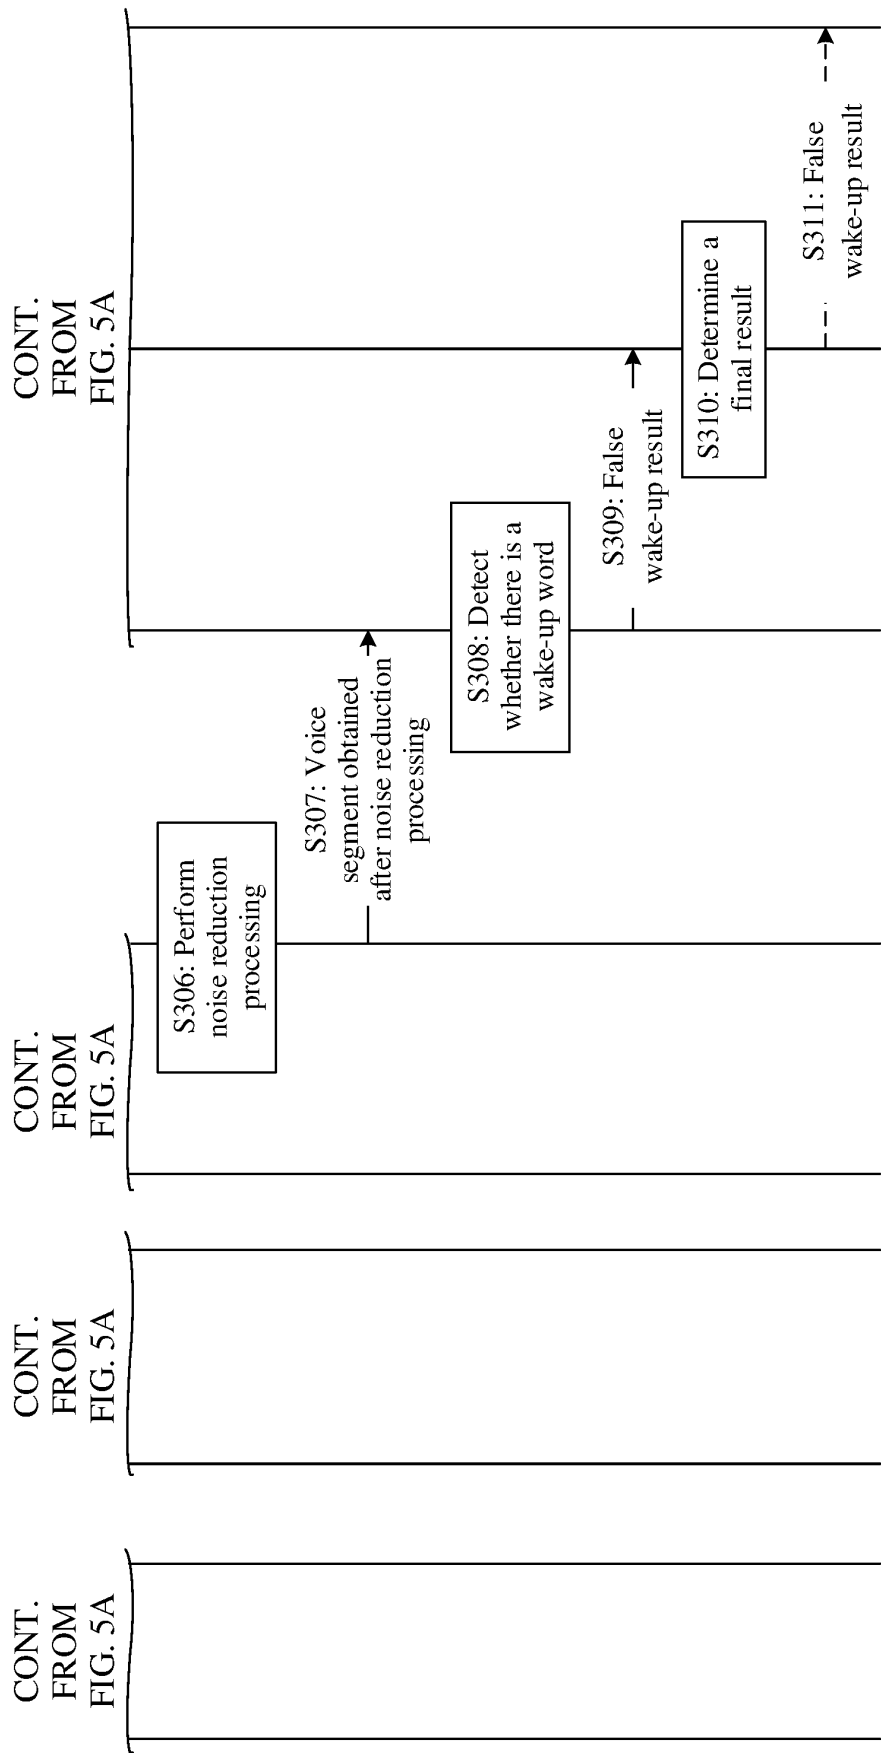 CONT.
FROM
FIG. 5A
CONT.
FROM
FIG. 5A
CONT.
FROM
FIG. 5A
CONT.
FROM
FIG. 5A
S306: Perform
noise reduction
processing
S307: Voice
segment obtained
after noise reduction
processing
S308: Detect
whether there is a
wake-up word
S309: False
wake-up result
S310: Determine a
final result
S311: False
wake-up result